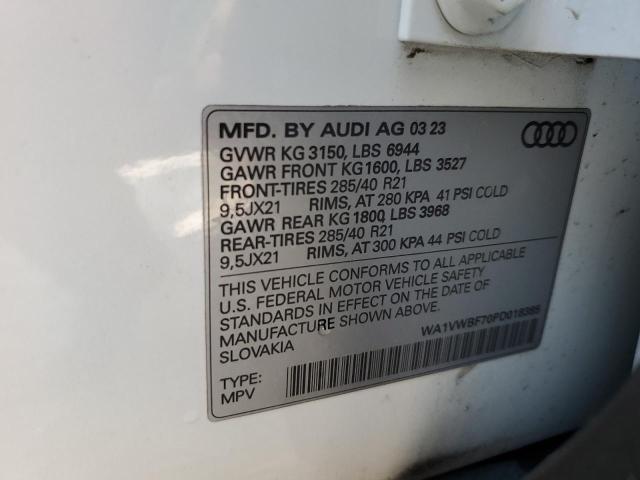 MFD. BY AUDI AG 03 23
GVWR KG 3150, LBS 6944
GAWR FRONT KG1600, LBS 3527
FRONT-TIRES 285/40 R21
9,5JX21 RIMS, AT 280 KPA 41 PSI COLD
GAWR REAR KG 1800, LBS 3968
REAR-TIRES 285/40 R21
9,5JX21 RIMS, AT 300 KPA 44 PSI COLD
THIS VEHICLE CONFORMS TO ALL APPLICABLE
U.S. FEDERAL MOTOR VEHICLE SAFETY
STANDARDS IN EFFECT ON THE DATE OF
MANUFACTURE SHOWN ABOVE.
SLOVAKIA
WA1VWBF70PD018385
TYPE:
MPV